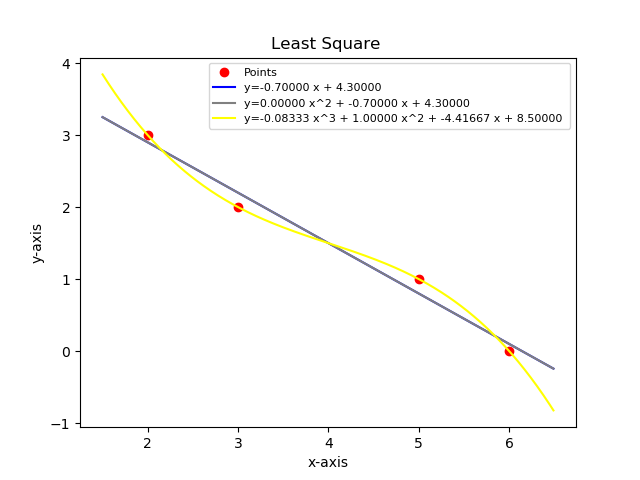 Least Square
Points
y=-0.70000 x + 4.30000
y=0.00000 x^2 + -0.70000 x + 4.30000
y=-0.08333 x^3 + 1.00000 x^2 + -4.41667 x + 8.50000
4
3
2
1
0
−1
y-axis
2 3 4 5 6
x-axis